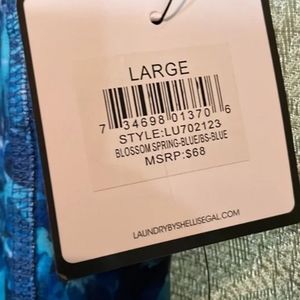 LARGE
7 34698 01370 6
STYLE:LU702123
BLOSSOM SPRING-BLUE/BS-BLUE
MSRP:$68
LAUNDRYBYSHELLISEGAL.COM